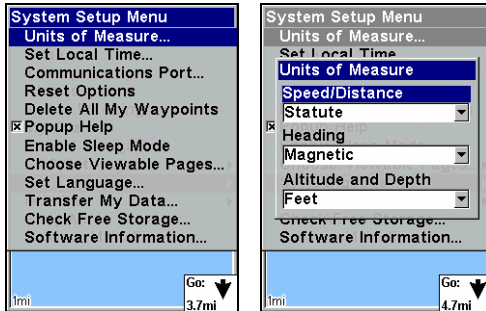 System Setup Menu
Units of Measure...
Set Local Time...
Communications Port...
Reset Options
Delete All My Waypoints
Popup Help
Enable Sleep Mode
Choose Viewable Pages...
Set Language...
Transfer My Data...
Check Free Storage...
Software Information...
1mi
Go:
3.7mi
System Setup Menu
Units of Measure...
Set Local Time...
Units of Measure
Speed/Distance
Statute
Heading
Magnetic
Altitude and Depth
Feet
Check Free Storage...
Software Information...
1mi
Go:
4.7mi